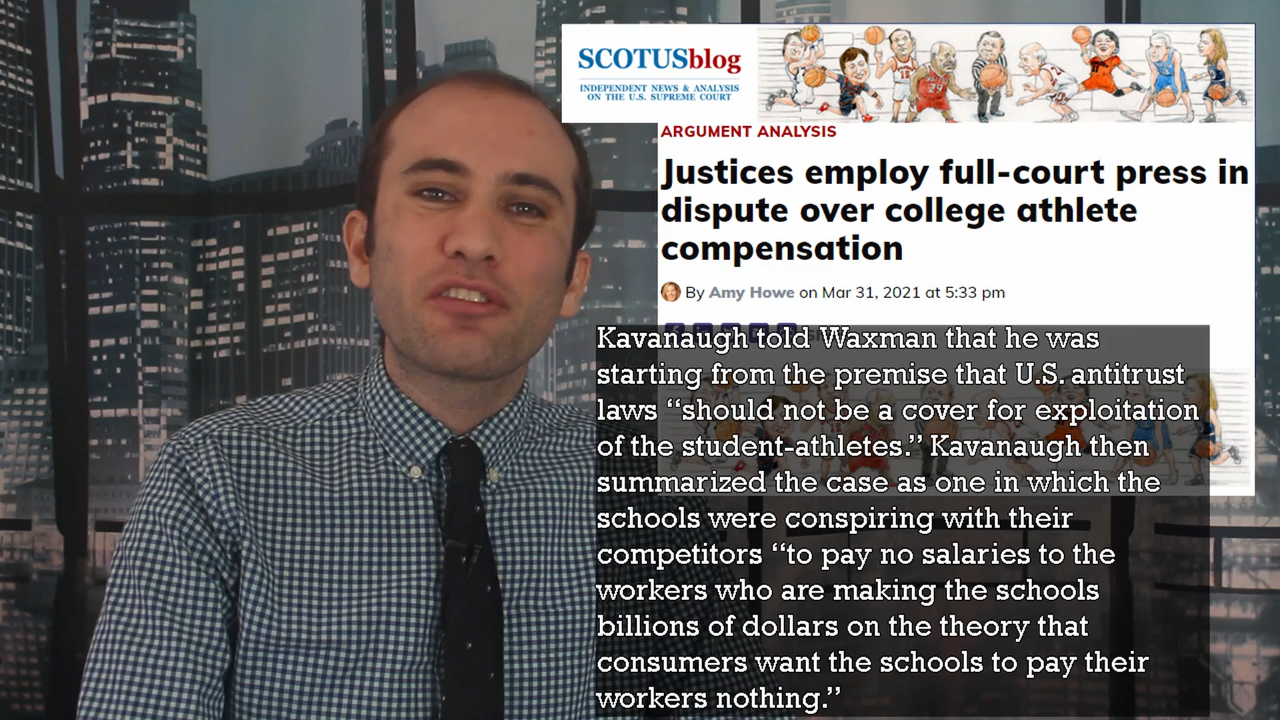 SCOTUSblog
INDEPENDENT NEWS & ANALYSIS
ON THE U.S. SUPREME COURT
29
ARGUMENT ANALYSIS
Justices employ full-court press in
dispute over college athlete
compensation
By Amy Howe on Mar 31, 2021 at 5:33 pm
Kavanaugh told Waxman that he was
starting from the premise that U.S. antitrust
laws “should not be a cover for exploitation
of the student-athletes.” Kavanaugh then
summarized the case as one in which the
schools were conspiring with their
competitors “to pay no salaries to the
workers who are making the schools
billions of dollars on the theory that
consumers want the schools to pay their
workers nothing.”